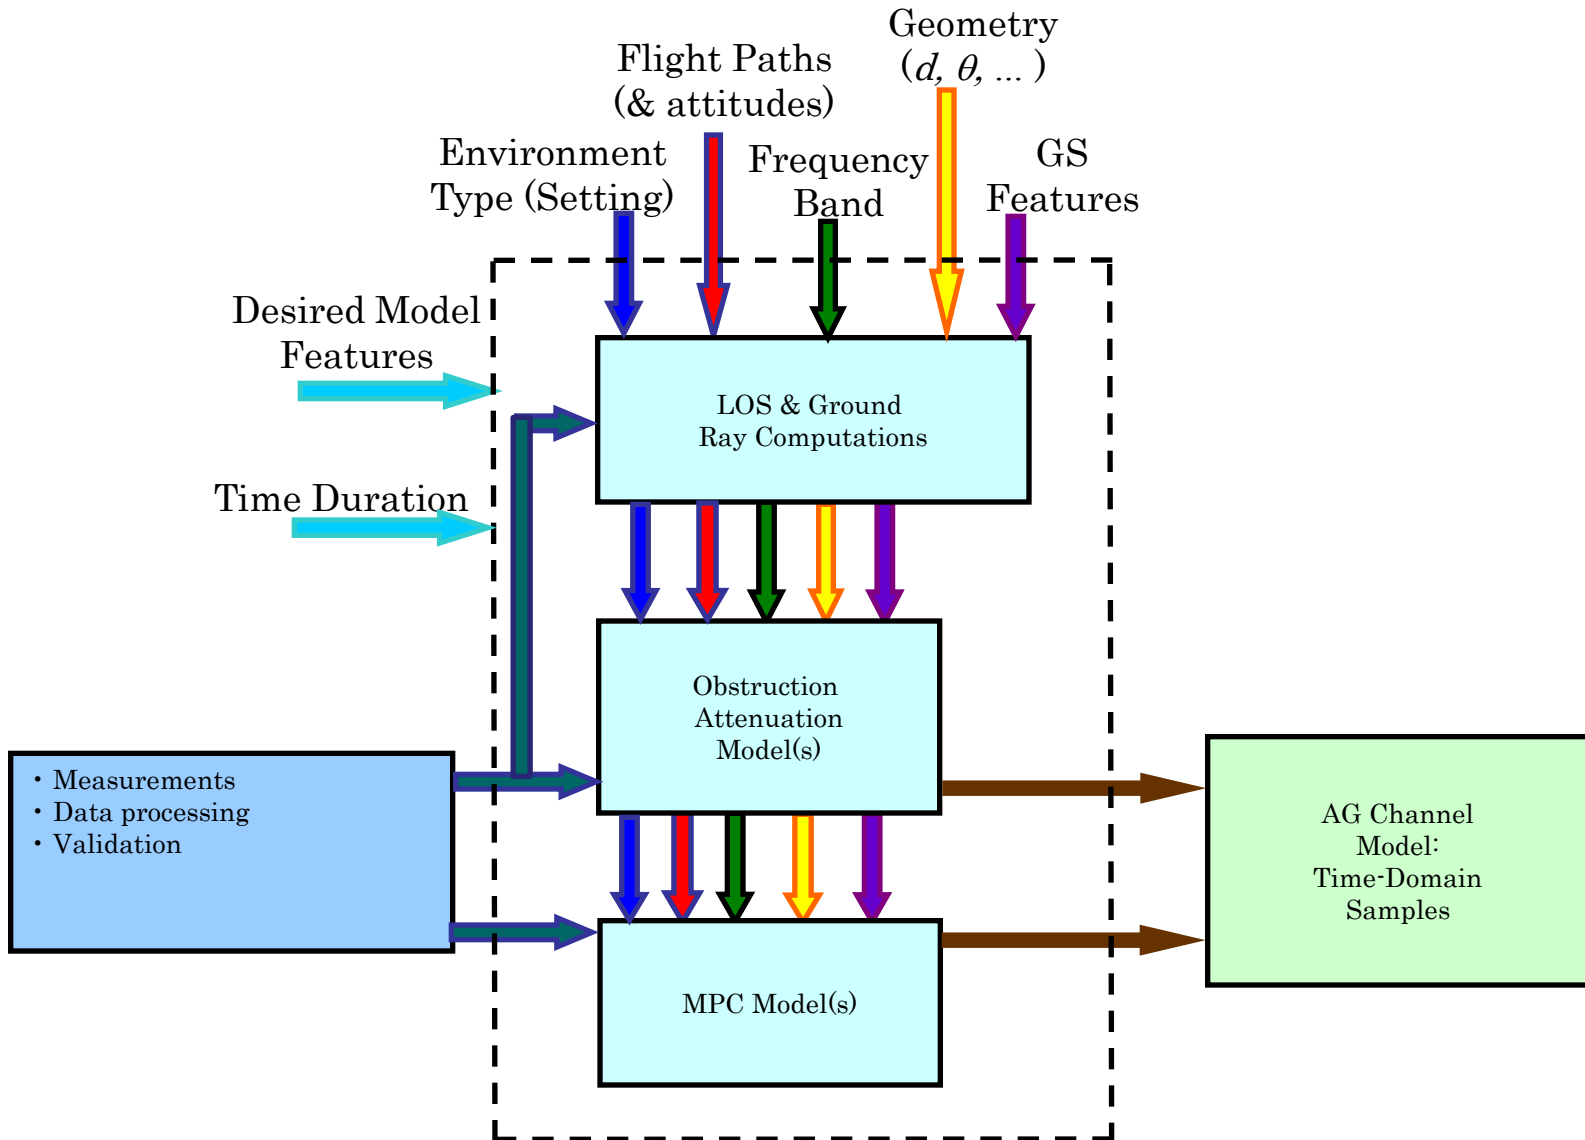 Geometry
(d, θ, ... )
Flight Paths
(& attitudes)
Environment
Type (Setting)
Frequency
Band
GS
Features
Desired Model
Features
Time Duration
LOS & Ground
Ray Computations
Obstruction
Attenuation
Model(s)
• Measurements
• Data processing
• Validation
AG Channel
Model:
Time-Domain
Samples
MPC Model(s)